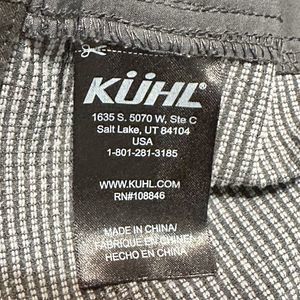 KÜHL®
1635 S. 5070 W, Ste C
Salt Lake, UT 84104
USA
1-801-281-3185
WWW.KUHL.COM
RN#108846
MADE IN CHINA/
FABRIQUÉ EN CHINE/
HECHO EN CHINA